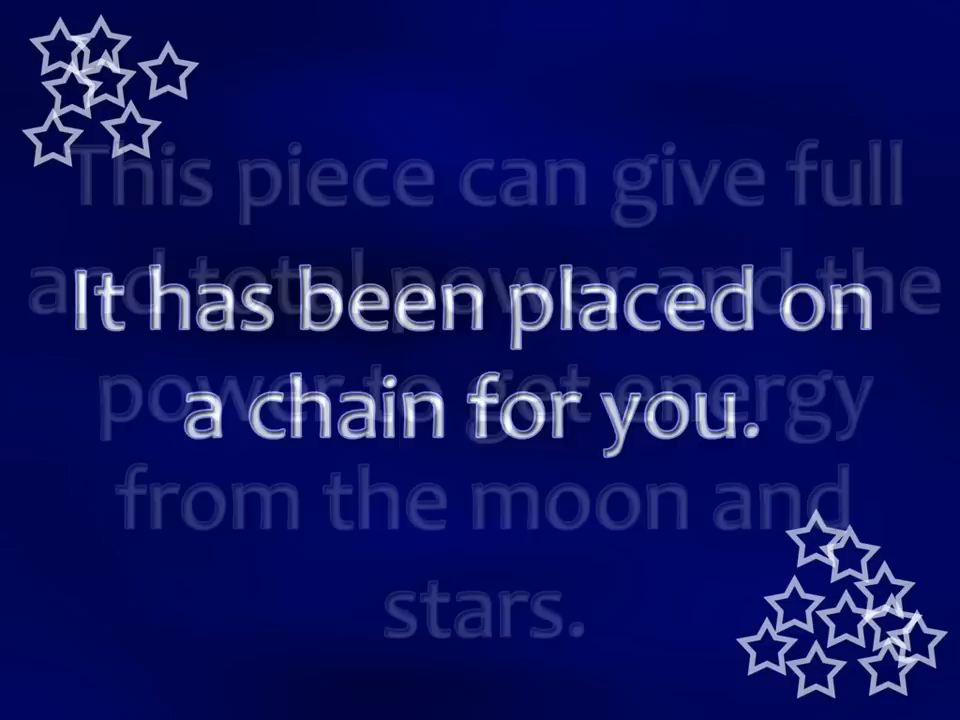 This piece can give full
and total power and the
power to get energy
from the moon and
stars.
It has been placed on
a chain for you.